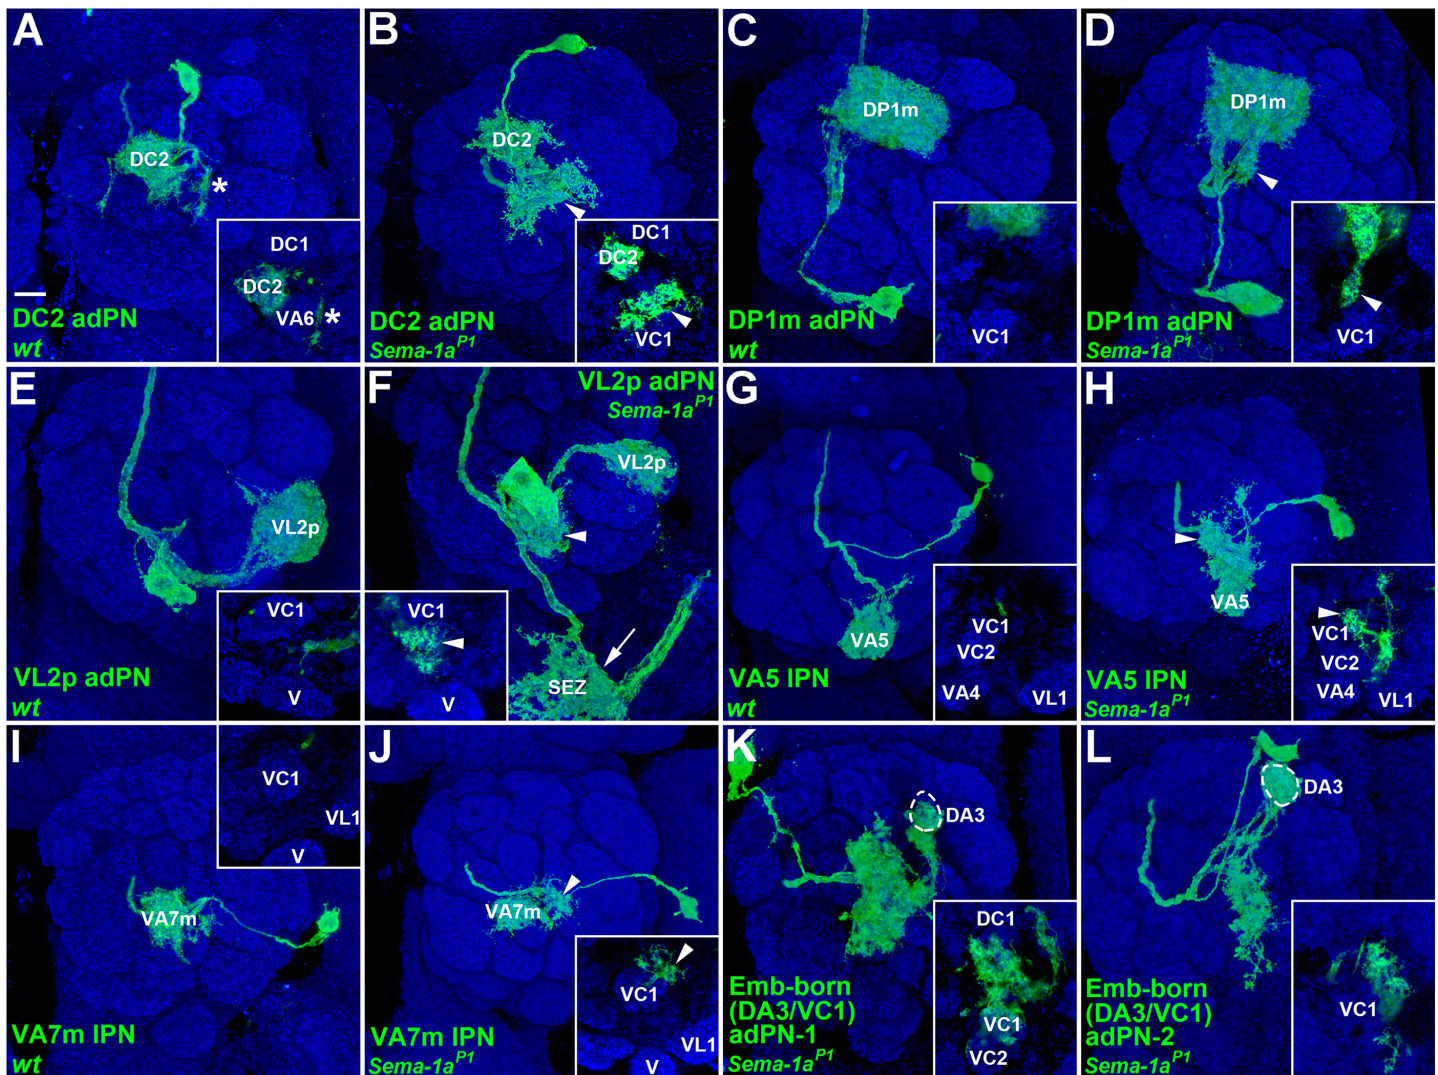 A
DC2
*
DC1
DC2
VA6
*
DC2 adPN
wt
B
DC2
DC1
DC2
VC1
DC2 adPN
Sema-1aP1
C
DP1m
VC1
DP1m adPN
wt
D
DP1m
VC1
DP1m adPN
Sema-1aP1
E
VL2p
VC1
V
VL2p adPN
wt
F
VL2p adPN
Sema-1aP1
VL2p
VC1
V
SEZ
G
VA5
VC1
VC2
VA4
VL1
VA5 lPN
wt
H
VA5
VC1
VC2
VA4
VL1
VA5 lPN
Sema-1aP1
I
VC1
VL1
V
VA7m
VA7m lPN
wt
J
VA7m
VC1
VL1
V
VA7m lPN
Sema-1aP1
K
DA3
DC1
VC1
VC2
Emb-born
(DA3/VC1)
adPN-1
Sema-1aP1
L
DA3
VC1
Emb-born
(DA3/VC1)
adPN-2
Sema-1aP1